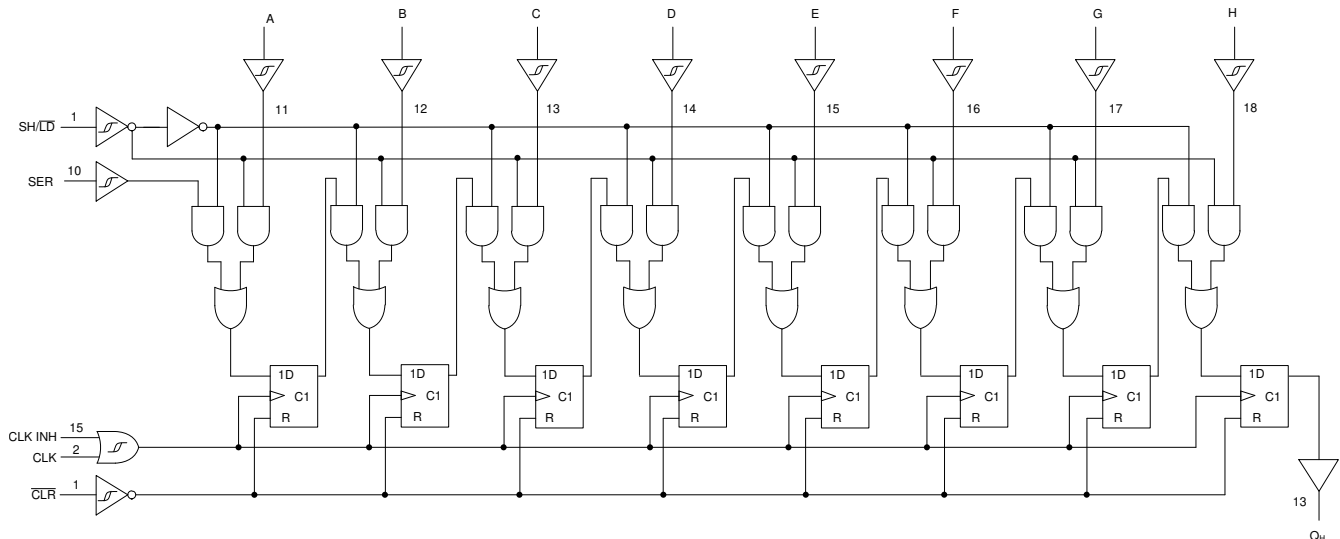 A B C D E F G H
11 12 13 14 15 16 17 18
SH/LD 1
SER 10
1D 1D 1D 1D 1D 1D 1D 1D
C1 C1 C1 C1 C1 C1 C1 C1
R R R R R R R R
CLK INH 15
CLK 2
CLR 1
13
QH